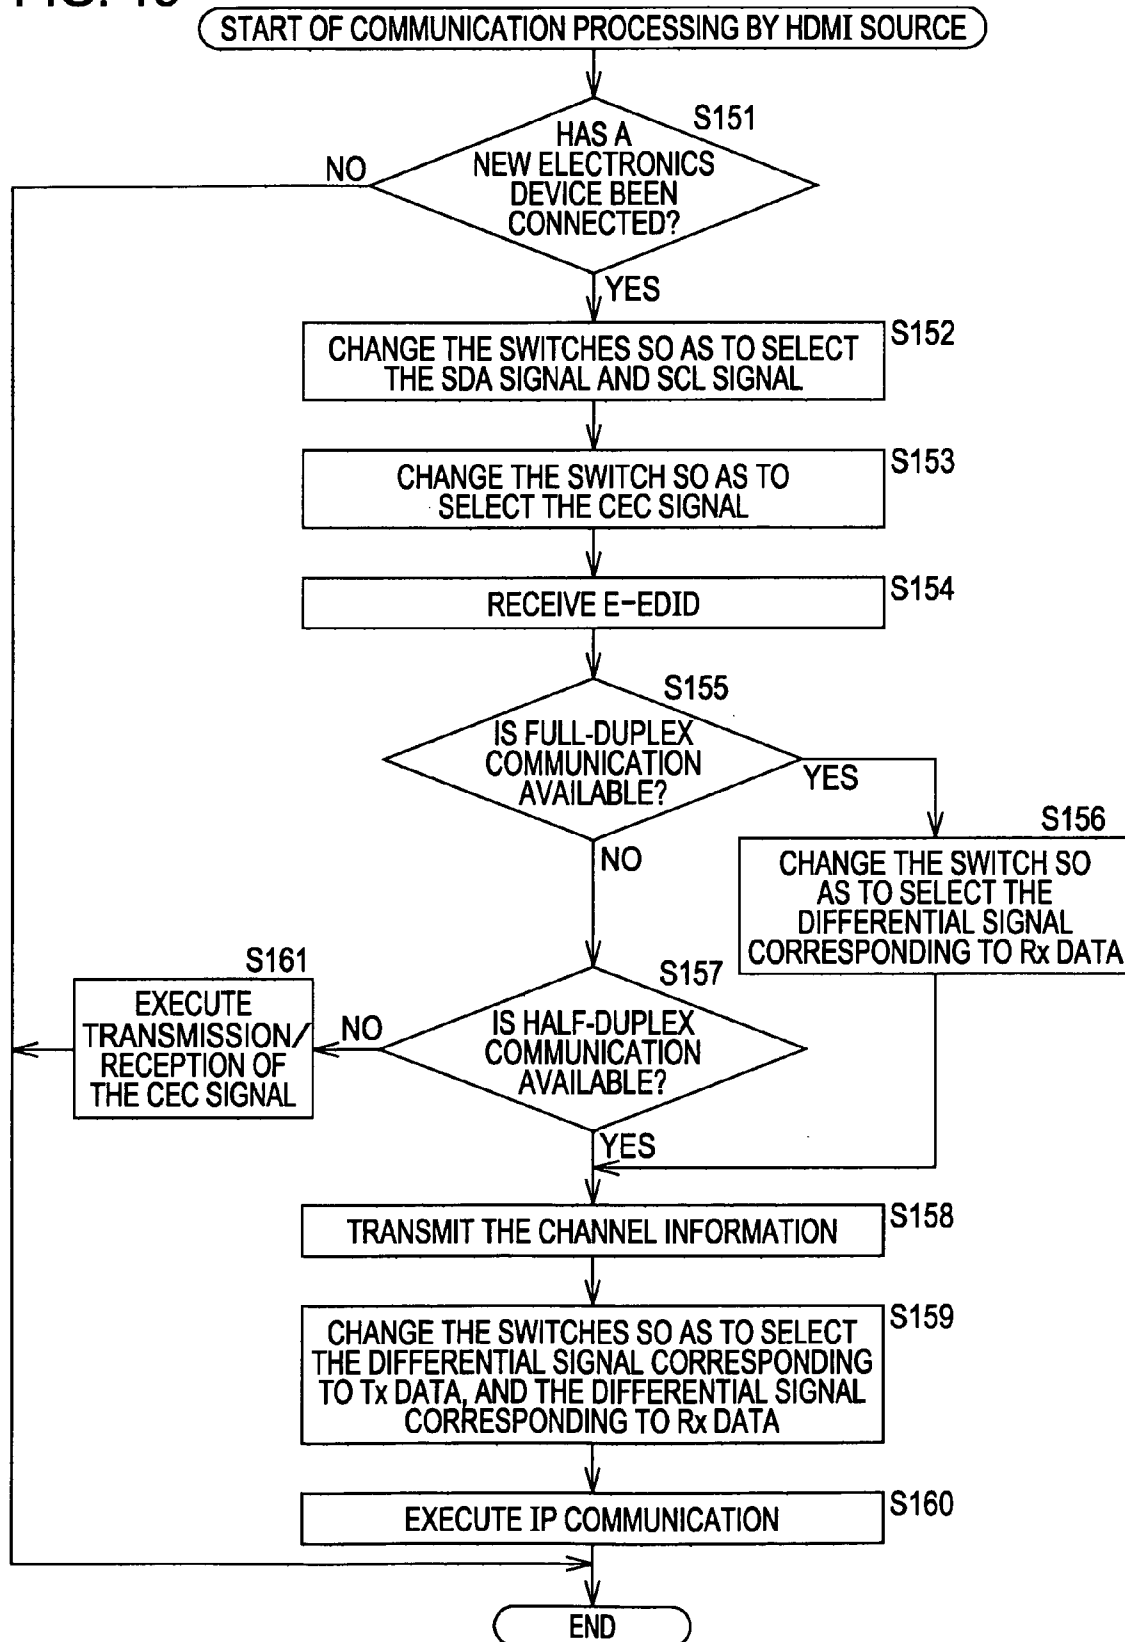 START OF COMMUNICATION PROCESSING BY HDMI SOURCE
S151
HAS A
NEW ELECTRONICS
DEVICE BEEN
CONNECTED?
NO
YES
S152
CHANGE THE SWITCHES SO AS TO SELECT
THE SDA SIGNAL AND SCL SIGNAL
S153
CHANGE THE SWITCH SO AS TO
SELECT THE CEC SIGNAL
S154
RECEIVE E-EDID
S155
IS FULL-DUPLEX
COMMUNICATION
AVAILABLE?
YES
NO
S156
CHANGE THE SWITCH SO
AS TO SELECT THE
DIFFERENTIAL SIGNAL
CORRESPONDING TO Rx DATA
S157
IS HALF-DUPLEX
COMMUNICATION
AVAILABLE?
NO
YES
S161
EXECUTE
TRANSMISSION/
RECEPTION OF
THE CEC SIGNAL
S158
TRANSMIT THE CHANNEL INFORMATION
S159
CHANGE THE SWITCHES SO AS TO SELECT
THE DIFFERENTIAL SIGNAL CORRESPONDING
TO Tx DATA, AND THE DIFFERENTIAL SIGNAL
CORRESPONDING TO Rx DATA
S160
EXECUTE IP COMMUNICATION
END